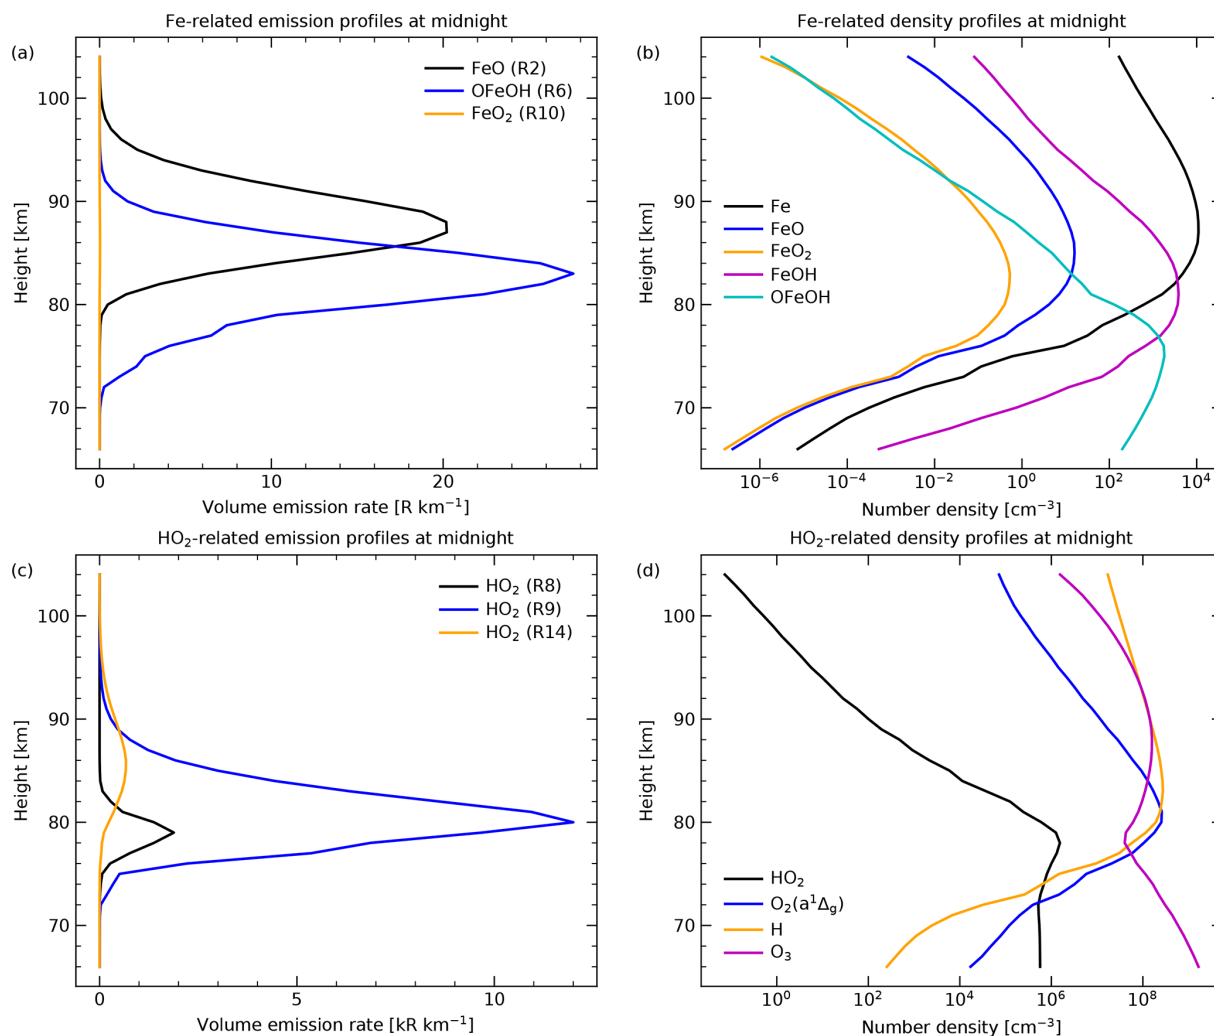 Fe-related emission profiles at midnight
(a)
FeO (R2)
OFeOH (R6)
FeO₂ (R10)
100
90
80
70
Height [km]
0
10
20
Volume emission rate [R km⁻¹]
Fe-related density profiles at midnight
(b)
100
90
80
70
Height [km]
Fe
FeO
FeO₂
FeOH
OFeOH
10⁻⁶
10⁻⁴
10⁻²
10⁰
10²
10⁴
Number density [cm⁻³]
HO₂-related emission profiles at midnight
(c)
HO₂ (R8)
HO₂ (R9)
HO₂ (R14)
100
90
80
70
Height [km]
0
5
10
Volume emission rate [kR km⁻¹]
HO₂-related density profiles at midnight
(d)
100
90
80
70
Height [km]
HO₂
O₂(a¹Δg)
H
O₃
10⁰
10²
10⁴
10⁶
10⁸
Number density [cm⁻³]